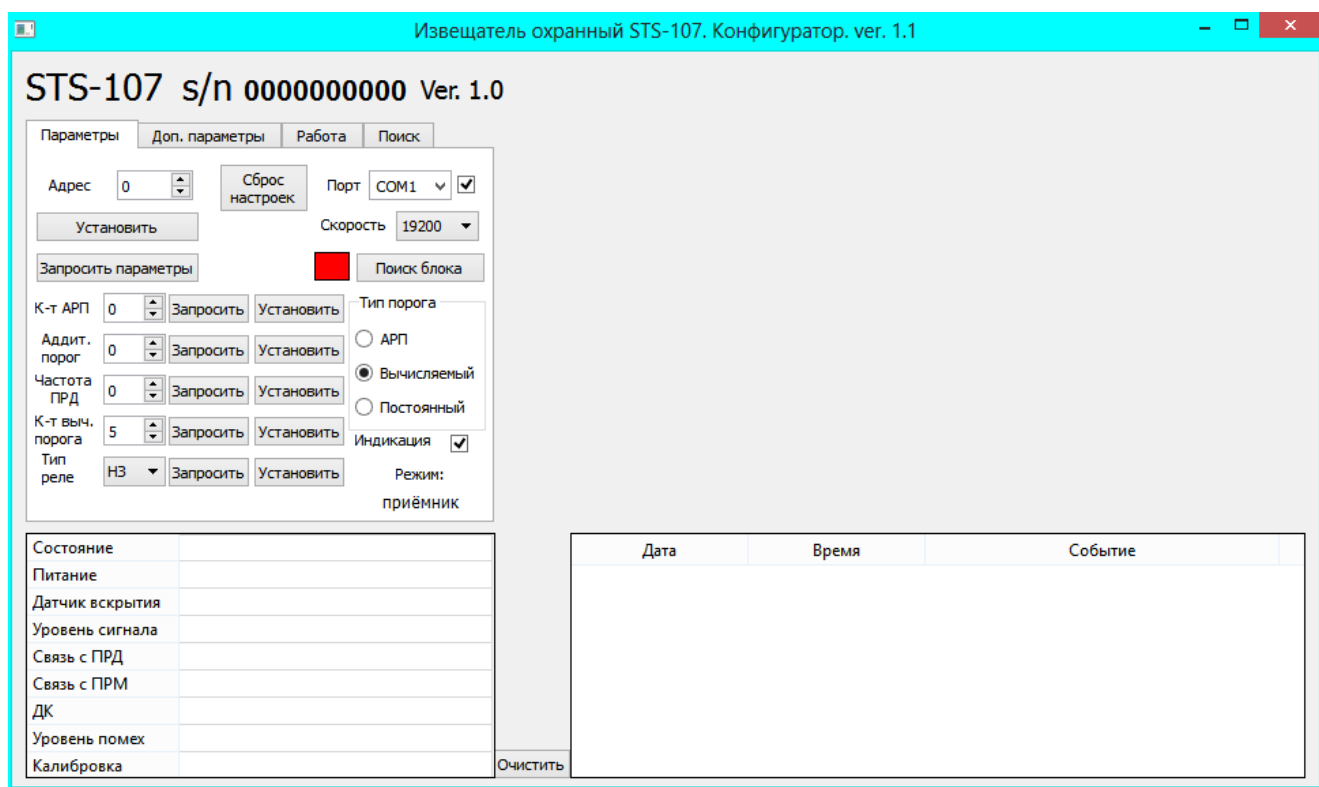 Извещатель охранный STS-107. Конфигуратор. ver. 1.1
STS-107 s/n 0000000000 Ver. 1.0
Параметры Доп. параметры Работа Поиск
Адрес 0 Сброс настроек Порт COM1
Установить Скорость 19200
Запросить параметры Поиск блока
К-т АРП 0 Запросить Установить Тип порога
Аддит. порог 0 Запросить Установить АРП
Частота ПРД 0 Запросить Установить Вычисляемый
К-т выч. порога 5 Запросить Установить Постоянный
Индикация
Тип реле НЗ Запросить Установить Режим:
приёмник
Состояние
Питание
Датчик вскрытия
Уровень сигнала
Связь с ПРД
Связь с ПРМ
ДК
Уровень помех
Калибровка
Очистить
Дата Время Событие